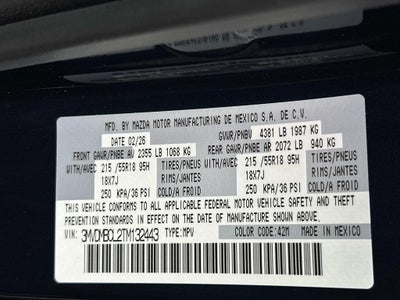 MFD. BY MAZDA MOTOR MANUFACTURING DE MEXICO S.A. DE C.V.
DATE 02/26 GVWR/PNBV 4381 LB 1987 KG
FRONT GAWR/PNBE AV 2355 LB 1068 KG REAR GAWR/PNBE AR 2072 LB 940 KG
WITH/AVEC 215 /55R18 95H TIRES/PNEUS WITH/AVEC 215 /55R18 95H TIRES/PNEUS
18X7J RIMS/JANTES 18X7J RIMS/JANTES
250 KPA/36 PSI COLD/A FROID 250 KPA/36 PSI COLD/A FROID
THIS VEHICLE CONFORMS TO ALL APPLICABLE FEDERAL MOTOR VEHICLE SAFETY AND THEFT
PREVENTION STANDARDS IN EFFECT ON THE DATE OF MANUFACTURE SHOWN ABOVE.
VIN: 3MVDMBCL2TM132443 TYPE:MPV COLOR CODE:42M MADE IN MEXICO